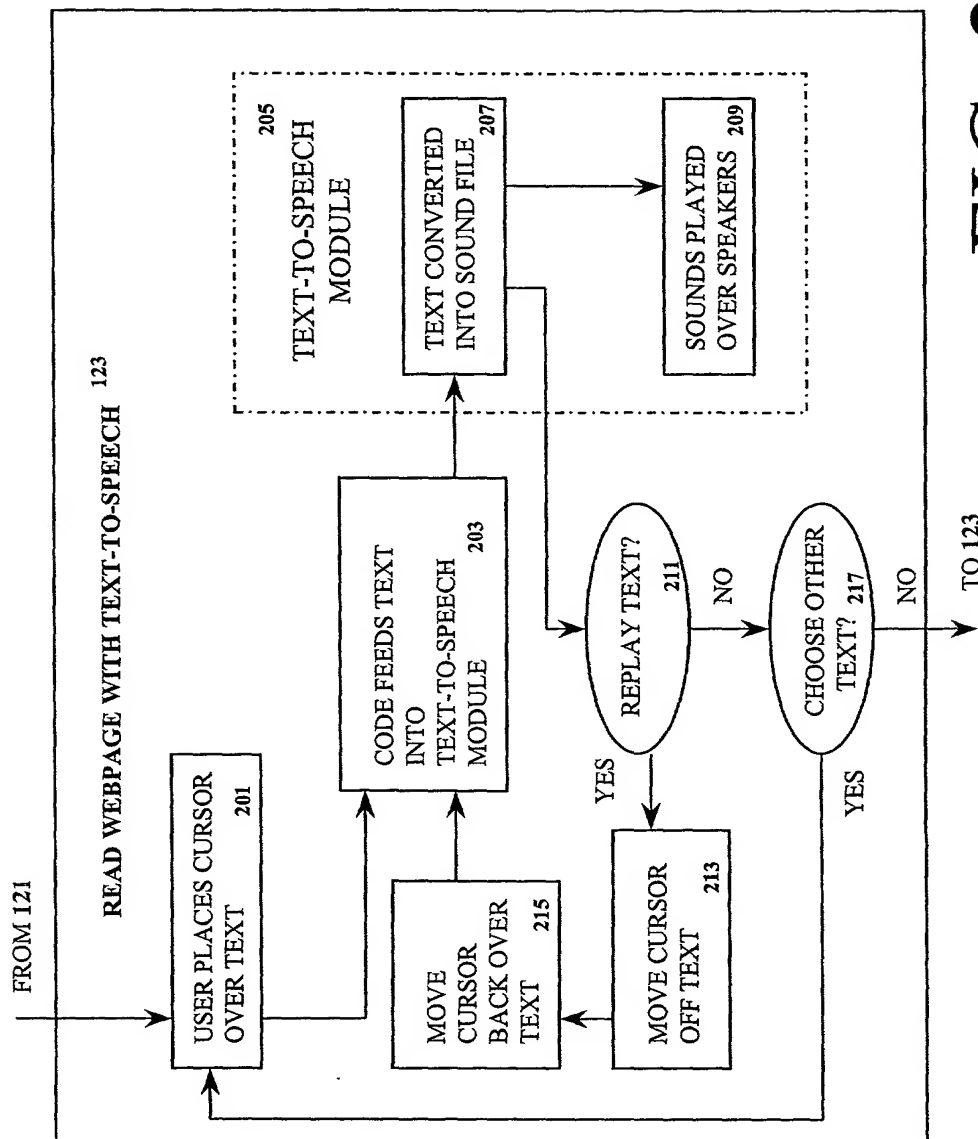 FROM 121
READ WEBPAGE WITH TEXT-TO-SPEECH 123
USER PLACES CURSOR
OVER TEXT 201
CODE FEEDS TEXT
INTO
TEXT-TO-SPEECH
MODULE 203
205
TEXT-TO-SPEECH
MODULE
TEXT CONVERTED
INTO SOUND FILE 207
SOUNDS PLAYED
OVER SPEAKERS 209
MOVE
CURSOR
BACK OVER
TEXT 215
REPLAY TEXT?
211
YES
NO
MOVE CURSOR
OFF TEXT 213
CHOOSE OTHER
TEXT? 217
YES
NO
TO 123